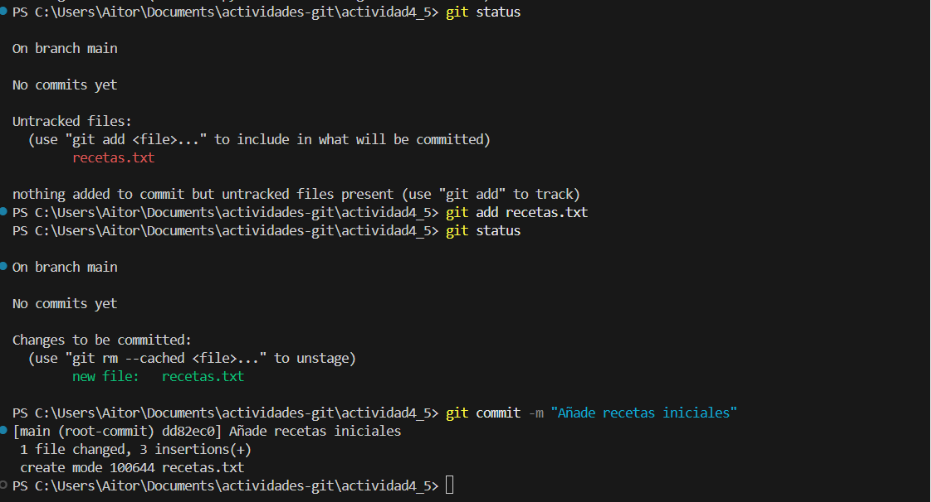 PS C:\Users\Aitor\Documents\actividades-git\actividad4_5> git status
On branch main
No commits yet
Untracked files:
(use "git add <file>..." to include in what will be committed)
recetas.txt
nothing added to commit but untracked files present (use "git add" to track)
PS C:\Users\Aitor\Documents\actividades-git\actividad4_5> git add recetas.txt
PS C:\Users\Aitor\Documents\actividades-git\actividad4_5> git status
On branch main
No commits yet
Changes to be committed:
(use "git rm --cached <file>..." to unstage)
new file:   recetas.txt
PS C:\Users\Aitor\Documents\actividades-git\actividad4_5> git commit -m "Añade recetas iniciales"
[main (root-commit) dd82ec0] Añade recetas iniciales
1 file changed, 3 insertions(+)
create mode 100644 recetas.txt
PS C:\Users\Aitor\Documents\actividades-git\actividad4_5>